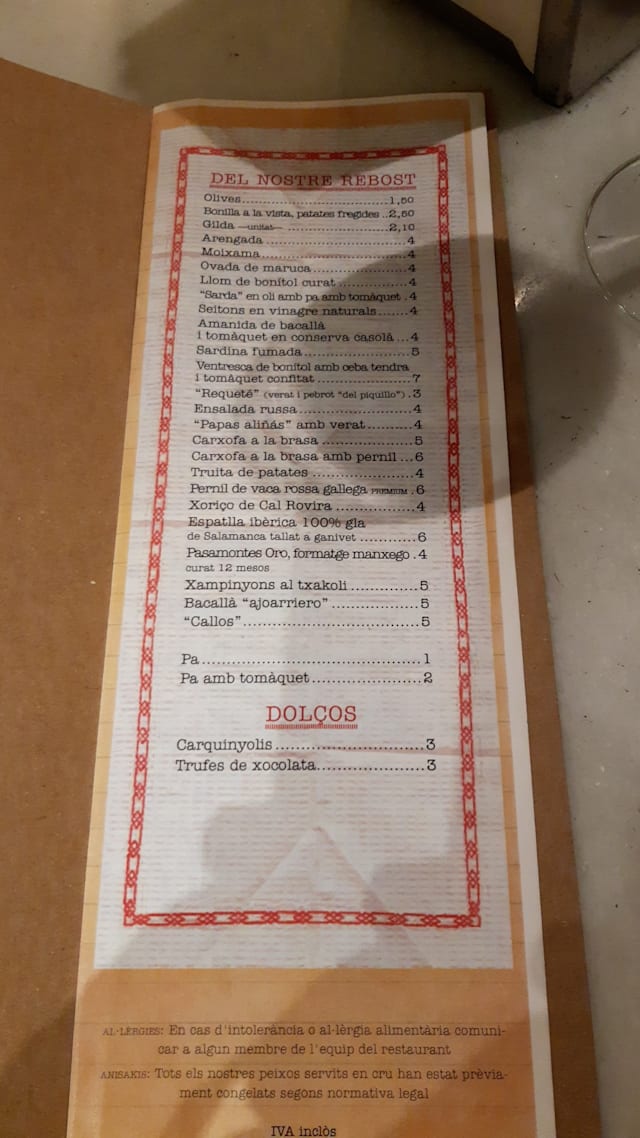 DEL NOSTRE REBOST
Olives..................................1,50
Bonilla a la vista, patates fregides ..2,50
Gilda —unitat— .......................2,10
Arengada ..................................4
Moixama ...................................4
Ovada de maruca.......................4
Llom de bonítol curat ................4
"Sarda" en oli amb pa amb tomàquet .4
Seitons en vinagre naturals.......4
Amanida de bacallà
i tomàquet en conserva casolà ...4
Sardina fumada.........................5
Ventresca de bonítol amb ceba tendra
i tomàquet confitat .....................7
"Requeté" (verat i pebrot "del piquillo") .3
Ensalada russa..........................4
"Papas aliñás" amb verat..........4
Carxofa a la brasa .....................5
Carxofa a la brasa amb pernil ...6
Truita de patates .......................4
Pernil de vaca rossa gallega PREMIUM .6
Xoriço de Cal Rovira .................4
Espatlla ibèrica 100% gla
de Salamanca tallat a ganivet ............6
Pasamontes Oro, formatge manxego .4
curat 12 mesos
Xampinyons al txakoli ...............5
Bacallà "ajoarriero" ...................5
"Callos"......................................5
Pa...............................................1
Pa amb tomàquet.......................2
DOLÇOS
Carquinyolis ..............................3
Trufes de xocolata......................3
AL·LÈRGIES: En cas d'intolerància o al·lèrgia alimentària comuni-
car a algun membre de l'equip del restaurant
ANISAKIS: Tots els nostres peixos servits en cru han estat prèvia-
ment congelats segons normativa legal
IVA inclòs